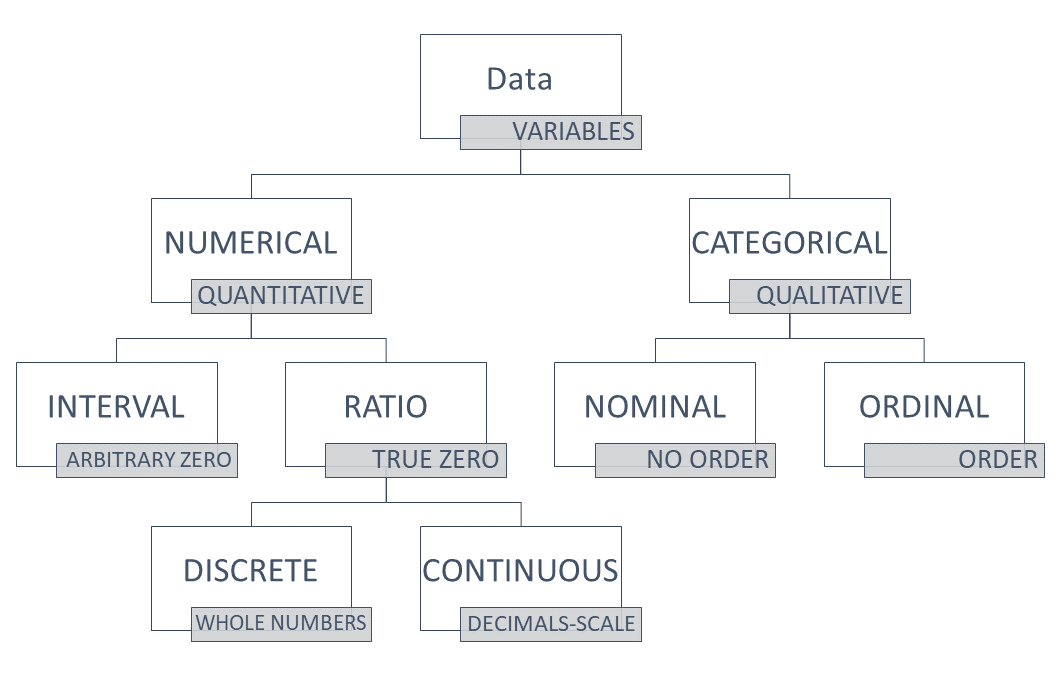 Data
VARIABLES
NUMERICAL
QUANTITATIVE
CATEGORICAL
QUALITATIVE
INTERVAL
ARBITRARY ZERO
RATIO
TRUE ZERO
NOMINAL
NO ORDER
ORDINAL
ORDER
DISCRETE
WHOLE NUMBERS
CONTINUOUS
DECIMALS-SCALE